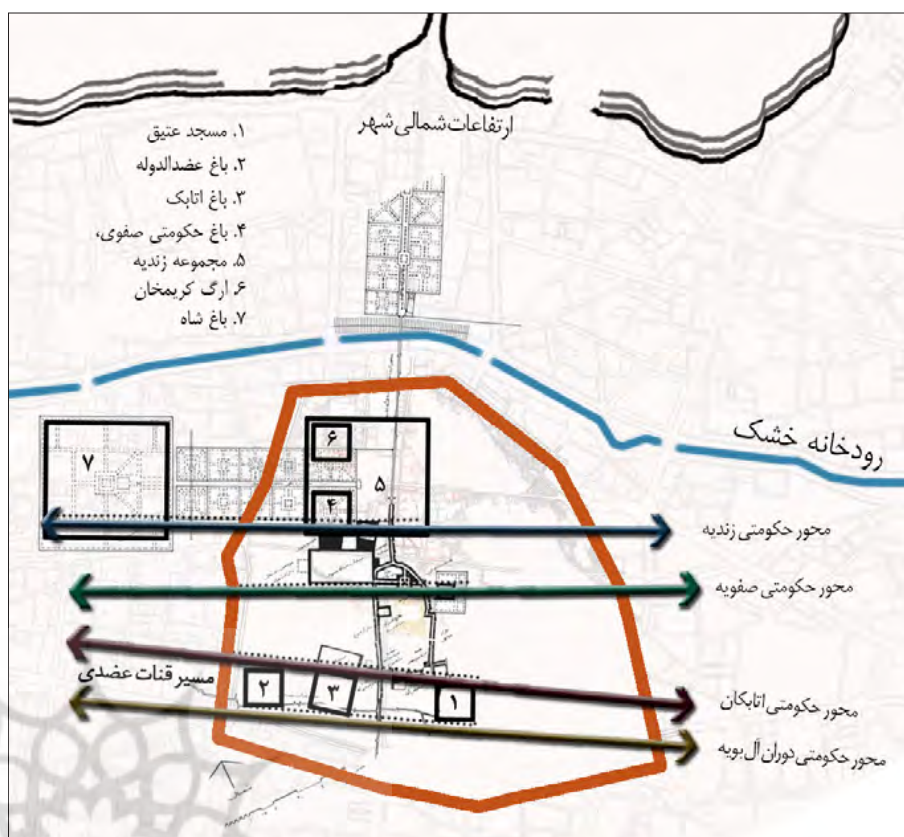 ارتفاعات شمالی شهر
۱. مسجد عتیق
۲. باغ عضدالدوله
۳. باغ اتابک
۴. باغ حکومتی صفوی،
۵. مجموعه زندیه
۶. ارگ کریمخان
۷. باغ شاه
رودخانه خشک
۶
۷
۵
۴
محور حکومتی زندیه
محور حکومتی صفویه
مسیر قنات عضدی
۲
۳
۱
محور حکومتی اتابکان
محور حکومتی دوران آل بویه